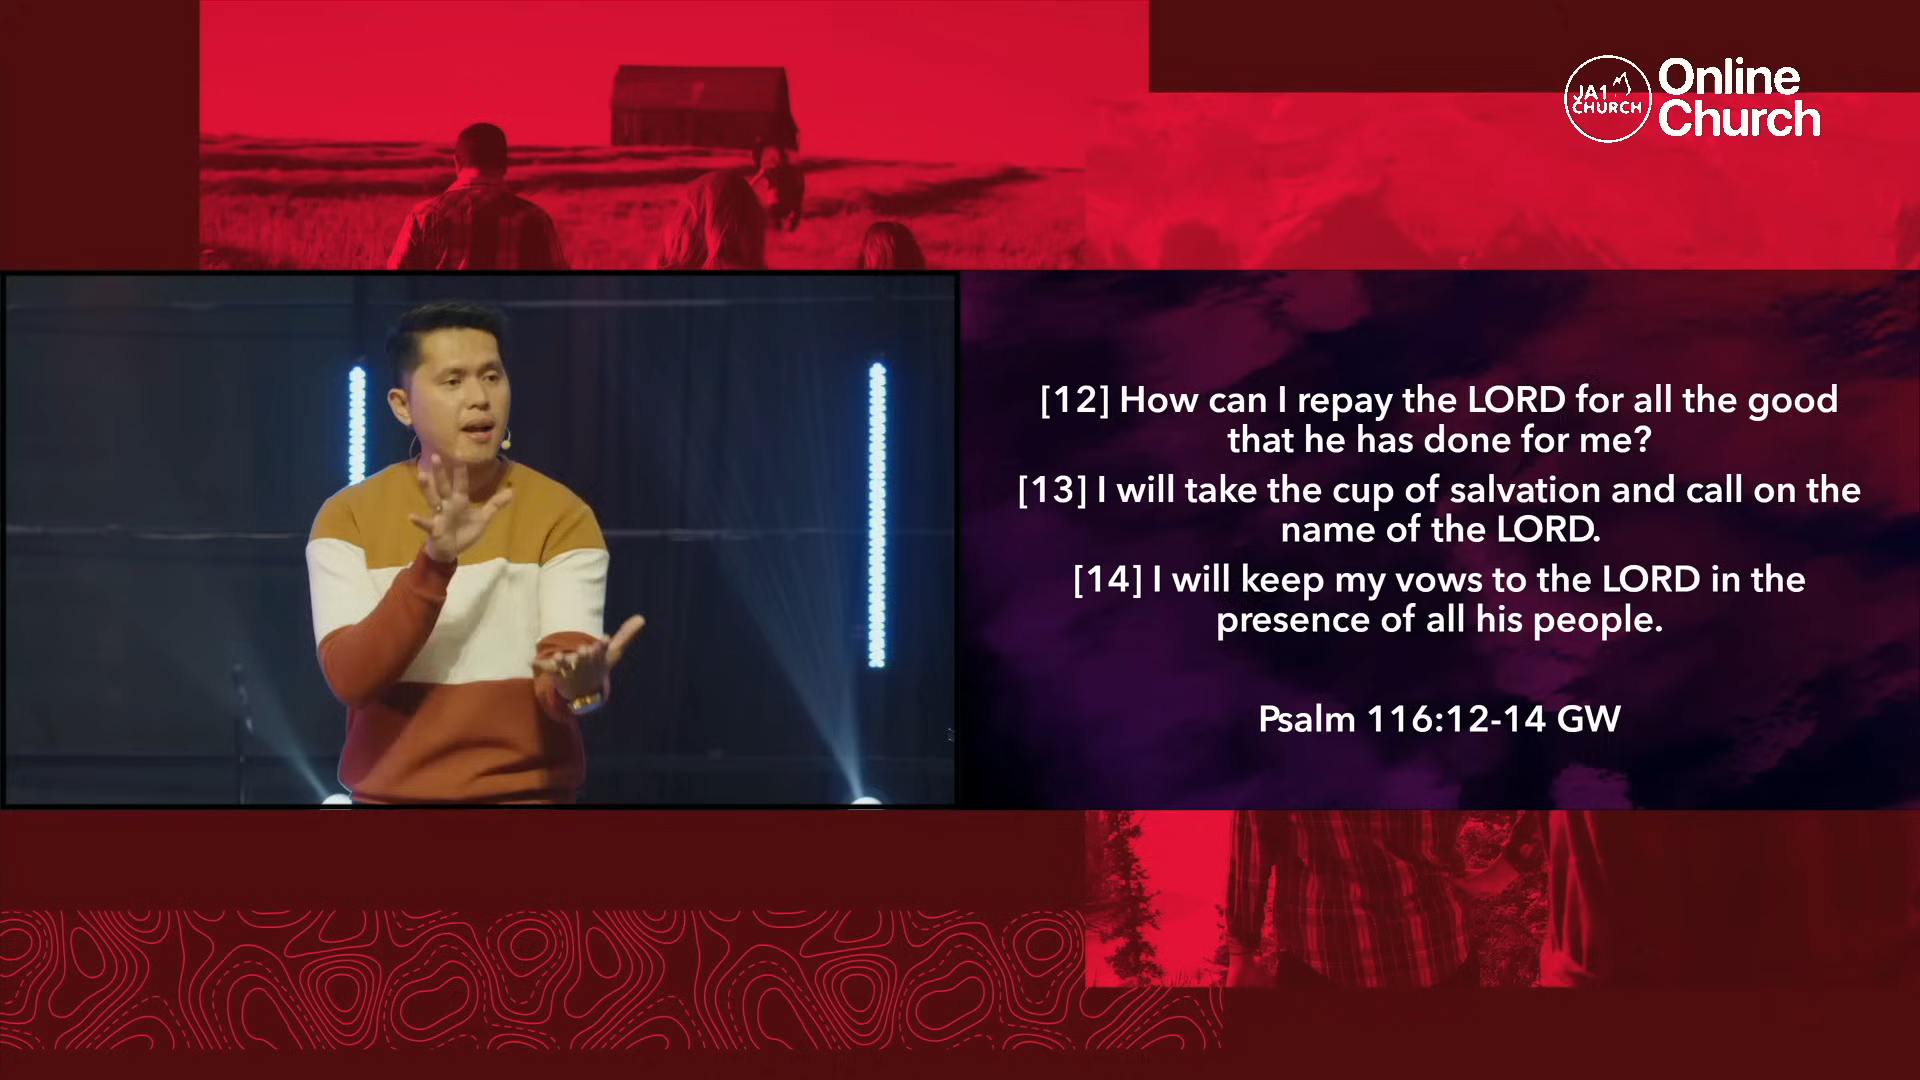 JA1
CHURCH
Online
Church
[12] How can I repay the LORD for all the good
that he has done for me?
[13] I will take the cup of salvation and call on the
name of the LORD.
[14] I will keep my vows to the LORD in the
presence of all his people.
Psalm 116:12-14 GW